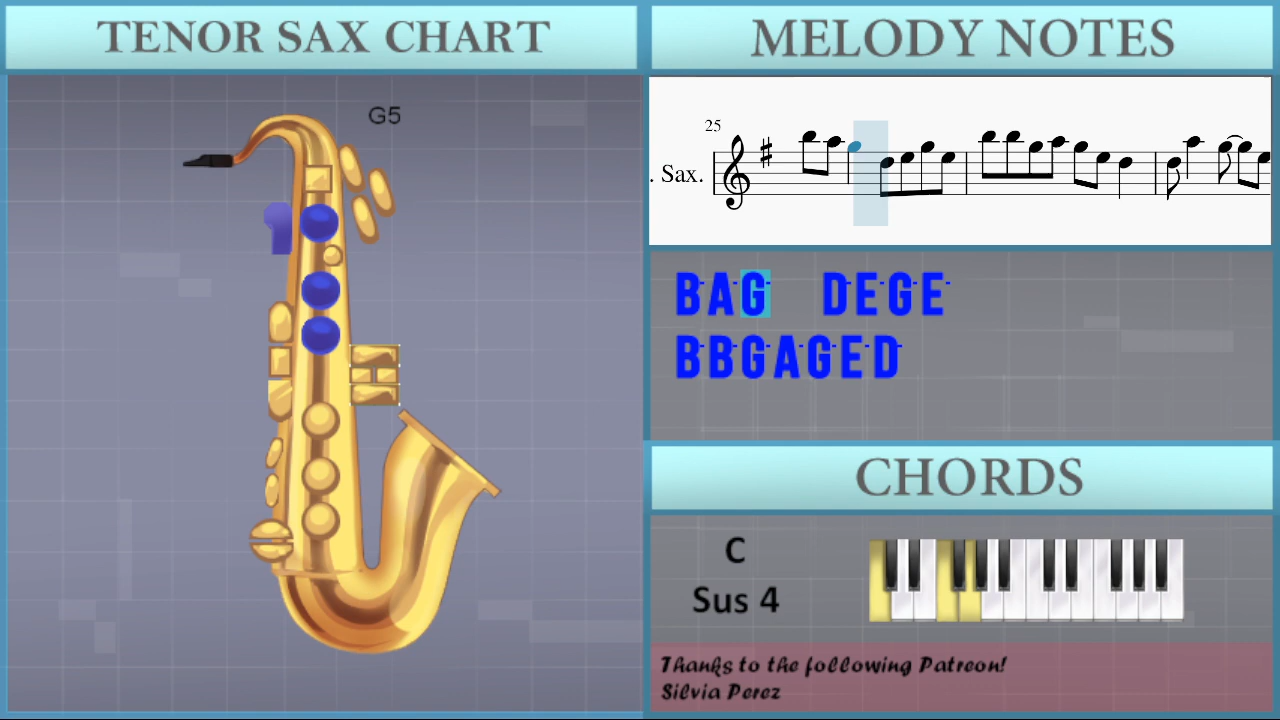 TENOR SAX CHART
G5
MELODY NOTES
25
. Sax.
BAG DEGE
BBGAGED
CHORDS
C
Sus 4
Thanks to the following Patreon!
Silvia Perez